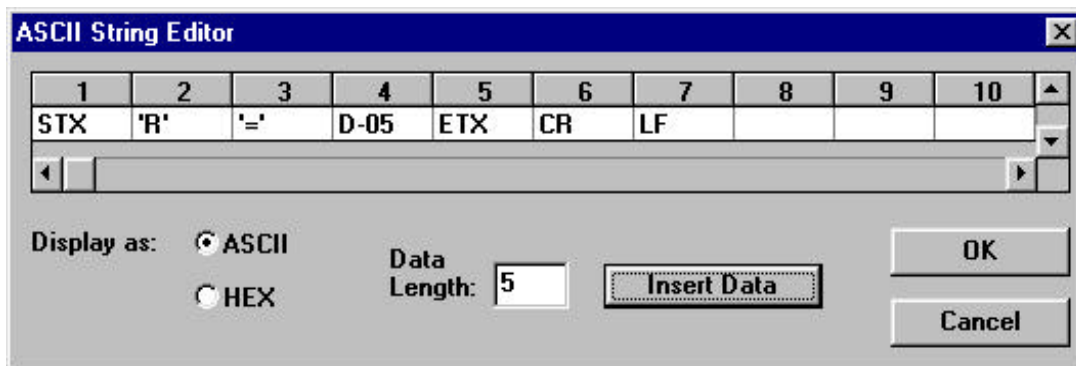 ASCII String Editor
1 2 3 4 5 6 7 8 9 10
STX 'R' '=' D-05 ETX CR LF
Display as: ASCII
HEX
Data
Length: 5
Insert Data
OK
Cancel